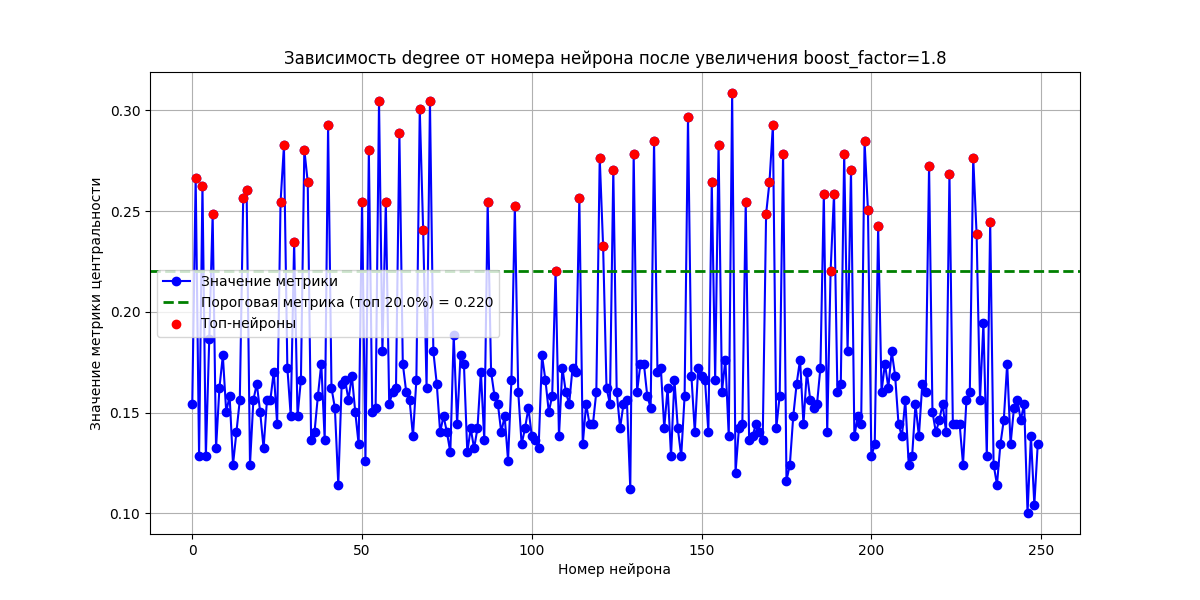 Зависимость degree от номера нейрона после увеличения boost_factor=1.8
Значение метрики центральности
0.30
0.25
0.20
0.15
0.10
Значение метрики
Пороговая метрика (топ 20.0%) = 0.220
Топ-нейроны
0 50 100 150 200 250
Номер нейрона